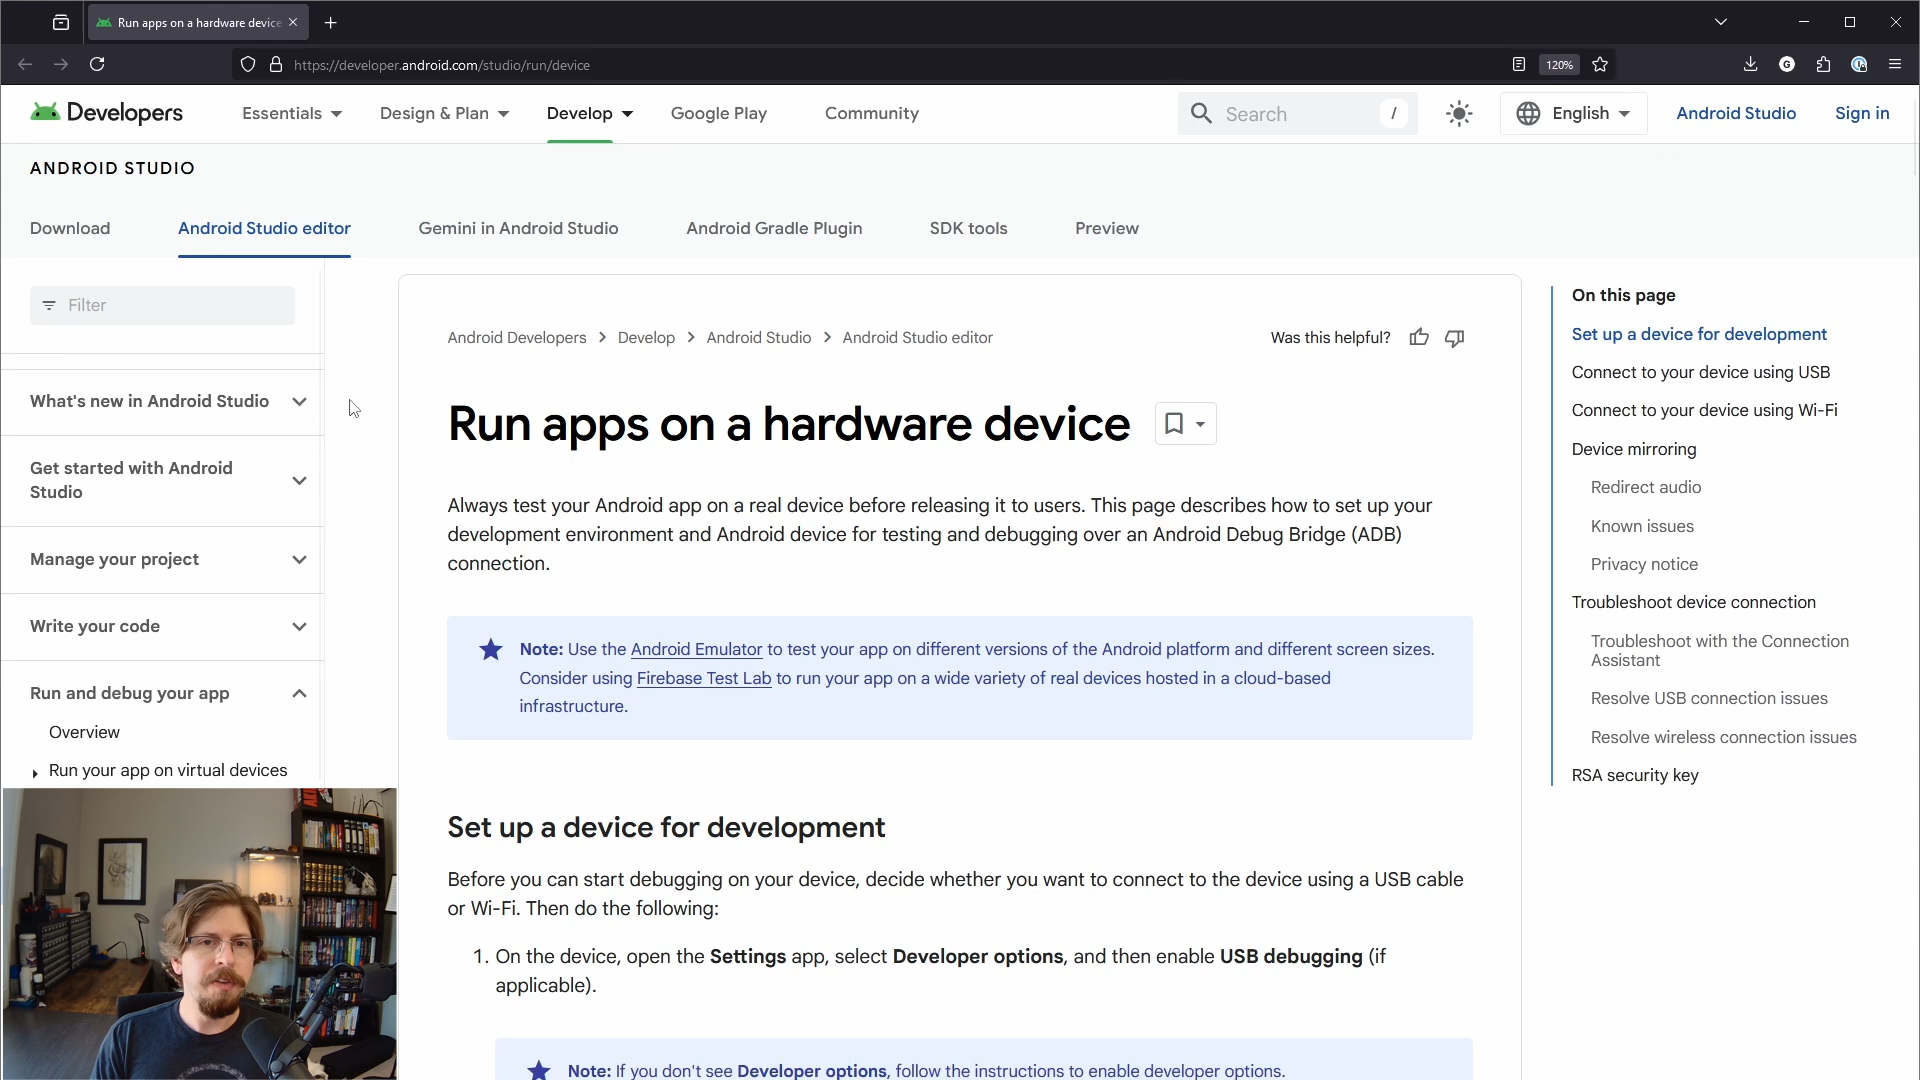 Run apps on a hardware device
https://developer.android.com/studio/run/device
120%
Developers
Essentials
Design & Plan
Develop
Google Play
Community
Search
/
English
Android Studio
Sign in
ANDROID STUDIO
Download
Android Studio editor
Gemini in Android Studio
Android Gradle Plugin
SDK tools
Preview
Filter
What's new in Android Studio
Get started with Android
Studio
Manage your project
Write your code
Run and debug your app
Overview
Run your app on virtual devices
Android Developers
Develop
Android Studio
Android Studio editor
Was this helpful?
Run apps on a hardware device
Always test your Android app on a real device before releasing it to users. This page describes how to set up your
development environment and Android device for testing and debugging over an Android Debug Bridge (ADB)
connection.
Note: Use the Android Emulator to test your app on different versions of the Android platform and different screen sizes.
Consider using Firebase Test Lab to run your app on a wide variety of real devices hosted in a cloud-based
infrastructure.
Set up a device for development
Before you can start debugging on your device, decide whether you want to connect to the device using a USB cable
or Wi-Fi. Then do the following:
1. On the device, open the Settings app, select Developer options, and then enable USB debugging (if
applicable).
Note: If you don't see Developer options, follow the instructions to enable developer options.
On this page
Set up a device for development
Connect to your device using USB
Connect to your device using Wi-Fi
Device mirroring
Redirect audio
Known issues
Privacy notice
Troubleshoot device connection
Troubleshoot with the Connection
Assistant
Resolve USB connection issues
Resolve wireless connection issues
RSA security key